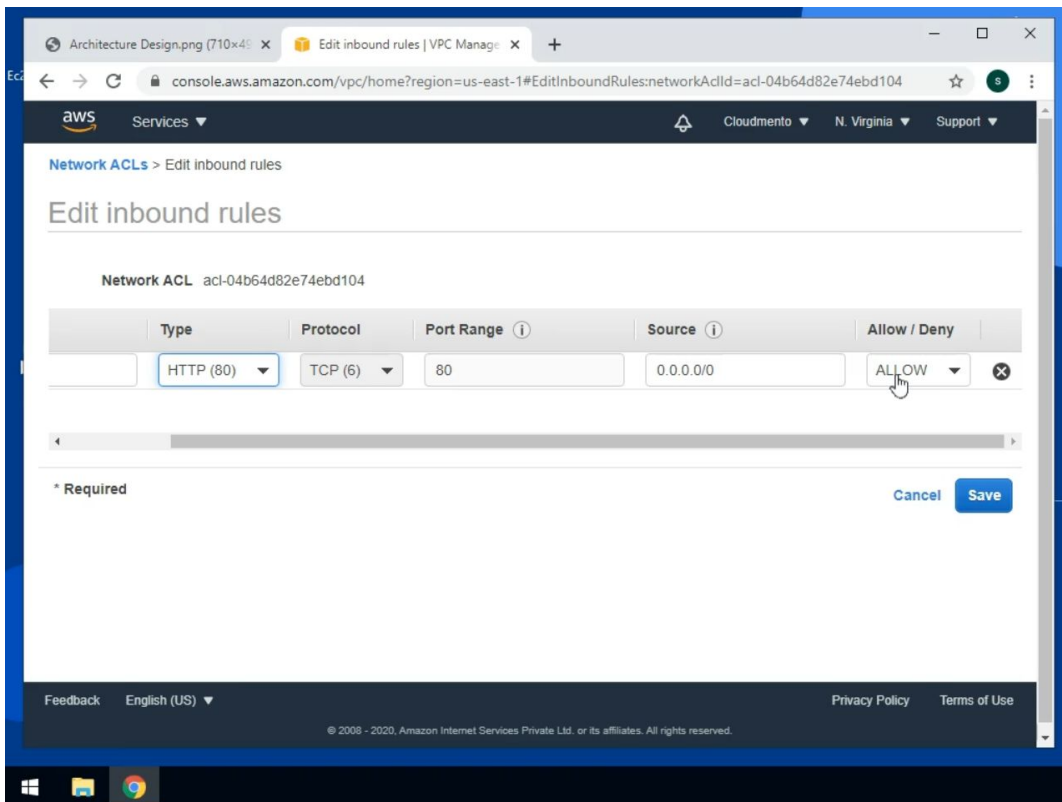 Architecture Design.png (710×49
Edit inbound rules | VPC Manage
Ec2
console.aws.amazon.com/vpc/home?region=us-east-1#EditInboundRules:networkAclId=acl-04b64d82e74ebd104
S
aws Services Cloudmento N. Virginia Support
Network ACLs > Edit inbound rules
Edit inbound rules
Network ACL acl-04b64d82e74ebd104
Type Protocol Port Range i Source i Allow / Deny
HTTP (80) TCP (6) 80 0.0.0.0/0 ALLOW
* Required
Cancel Save
Feedback English (US) Privacy Policy Terms of Use
© 2008 - 2020, Amazon Internet Services Private Ltd. or its affiliates. All rights reserved.